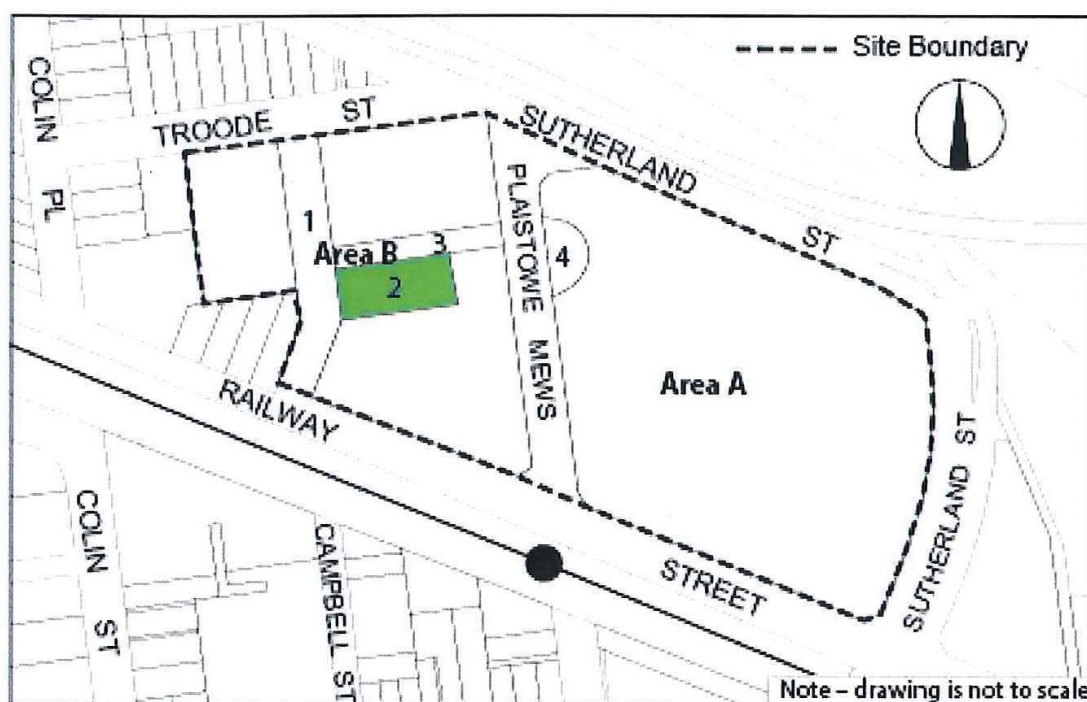 Site Boundary
COLIN PL
TROODE ST
SUTHERLAND ST
PLAISTOWE MEWS
1
Area B
3
4
2
Area A
RAILWAY STREET
SUTHERLAND ST
COLIN ST
CAMPBELL ST
Note – drawing is not to scale